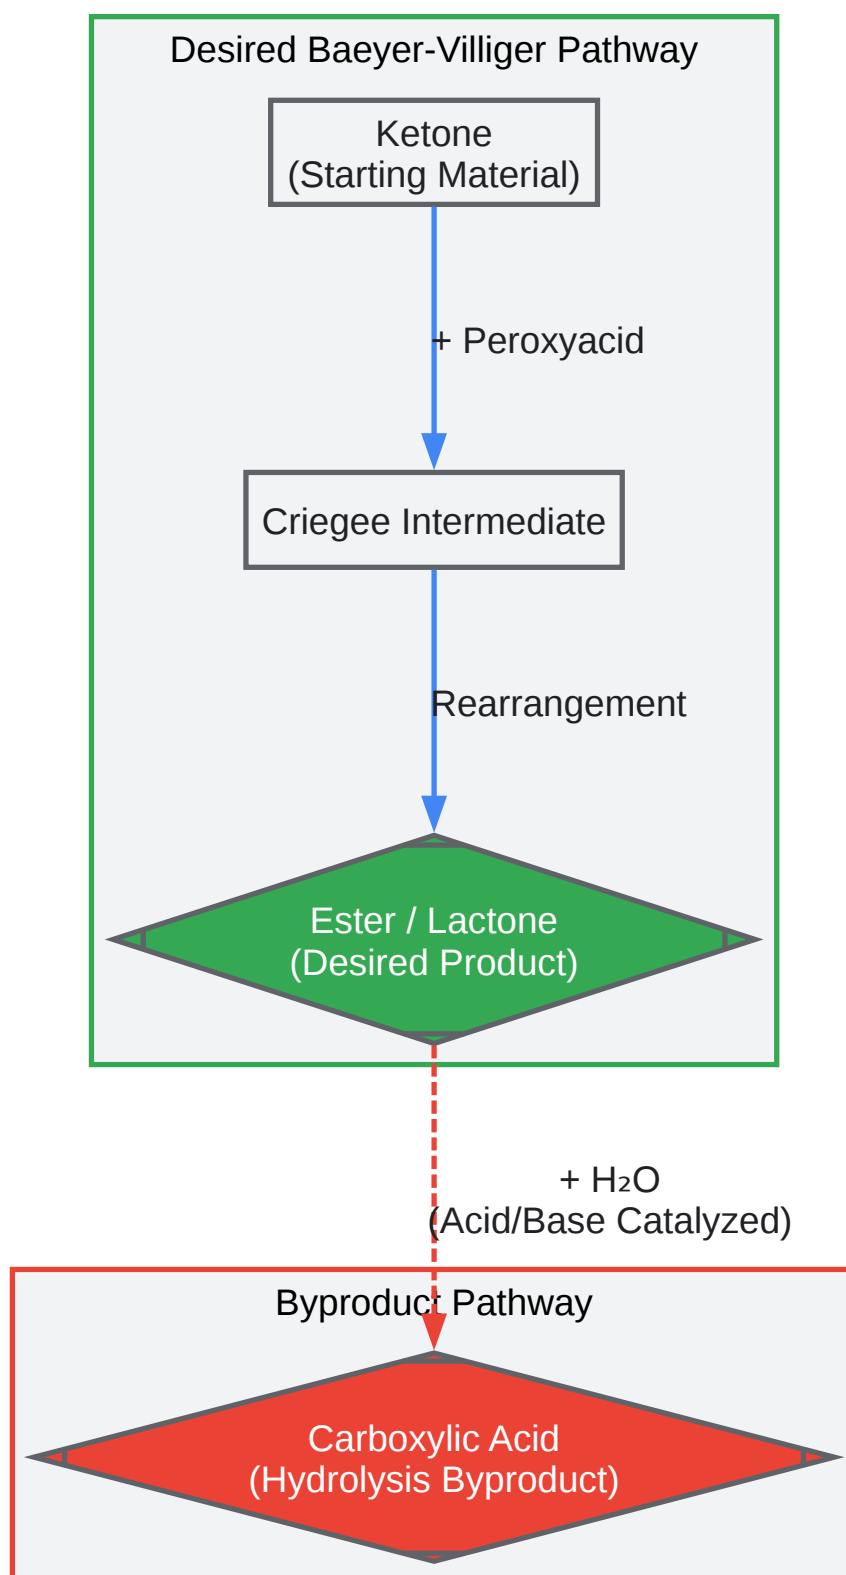 Desired Baeyer-Villiger Pathway
Ketone
(Starting Material)
+ Peroxyacid
Criegee Intermediate
Rearrangement
Ester / Lactone
(Desired Product)
+ H₂O
(Acid/Base Catalyzed)
Byproduct Pathway
Carboxylic Acid
(Hydrolysis Byproduct)